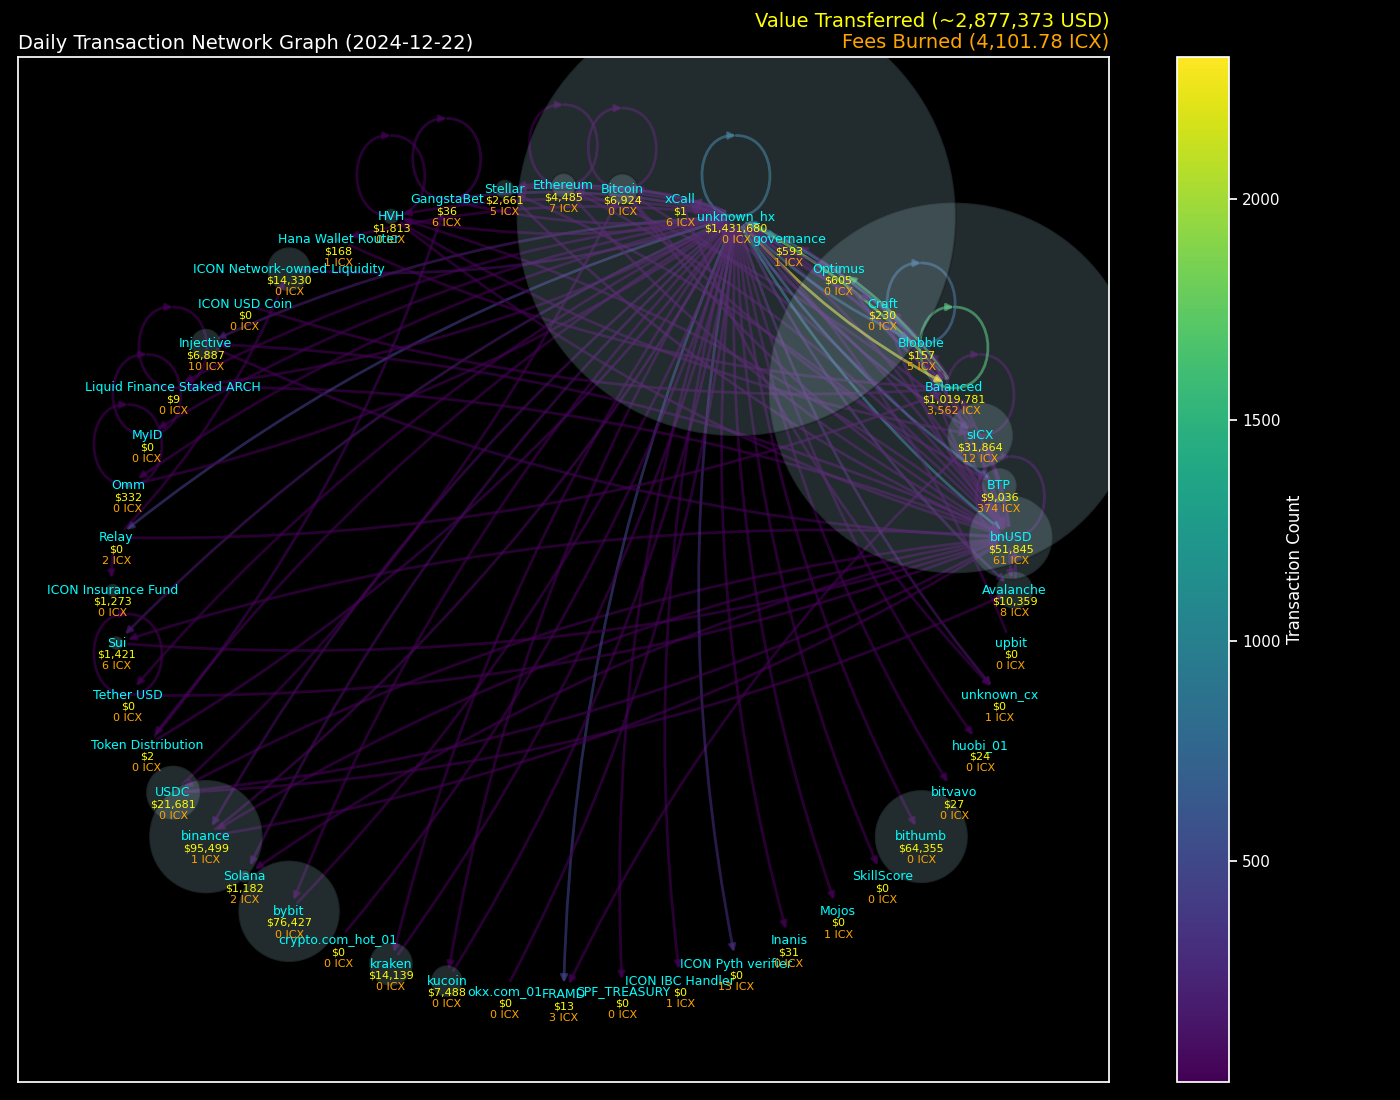 Value Transferred (~2,877,373 USD)
Daily Transaction Network Graph (2024-12-22)
Fees Burned (4,101.78 ICX)
Stellar
$2,661
5 ICX
Ethereum
$4,485
7 ICX
Bitcoin
$6,924
0 ICX
xCall
$1
6 ICX
GangstaBet
$36
6 ICX
HVH
$1,813
unknown_hx
$1,431,680
0 ICX
Hana Wallet Router
$168
1 ICX
governance
$593
1 ICX
ICON Network-owned Liquidity
$14,330
0 ICX
Optimus
$605
0 ICX
ICON USD Coin
$0
0 ICX
Craft
$230
0 ICX
Injective
$6,887
10 ICX
Blobble
$157
5 ICX
Liquid Finance Staked ARCH
$9
0 ICX
Balanced
$1,019,781
3,562 ICX
MyID
$0
0 ICX
sICX
$31,864
12 ICX
Omm
$332
0 ICX
BTP
$9,036
374 ICX
Relay
$0
2 ICX
bnUSD
$51,845
61 ICX
ICON Insurance Fund
$1,273
0 ICX
Avalanche
$10,359
8 ICX
Sui
$1,421
6 ICX
upbit
$0
0 ICX
Tether USD
$0
0 ICX
unknown_cx
$0
1 ICX
Token Distribution
$2
0 ICX
huobi_01
$24
0 ICX
USDC
$21,681
0 ICX
bitvavo
$27
0 ICX
binance
$95,499
1 ICX
bithumb
$64,355
0 ICX
Solana
$1,182
2 ICX
SkillScore
$0
0 ICX
bybit
$76,427
0 ICX
Mojos
$0
1 ICX
crypto.com_hot_01
$0
0 ICX
Inanis
$31
kraken
$14,139
0 ICX
ICON Pyth verifier
$0
13 ICX
kucoin
$7,488
0 ICX
ICON IBC Handler
$0
1 ICX
okx.com_01
$0
0 ICX
FRAMD
$13
3 ICX
CPF_TREASURY
$0
0 ICX
2000
1500
1000
500
Transaction Count